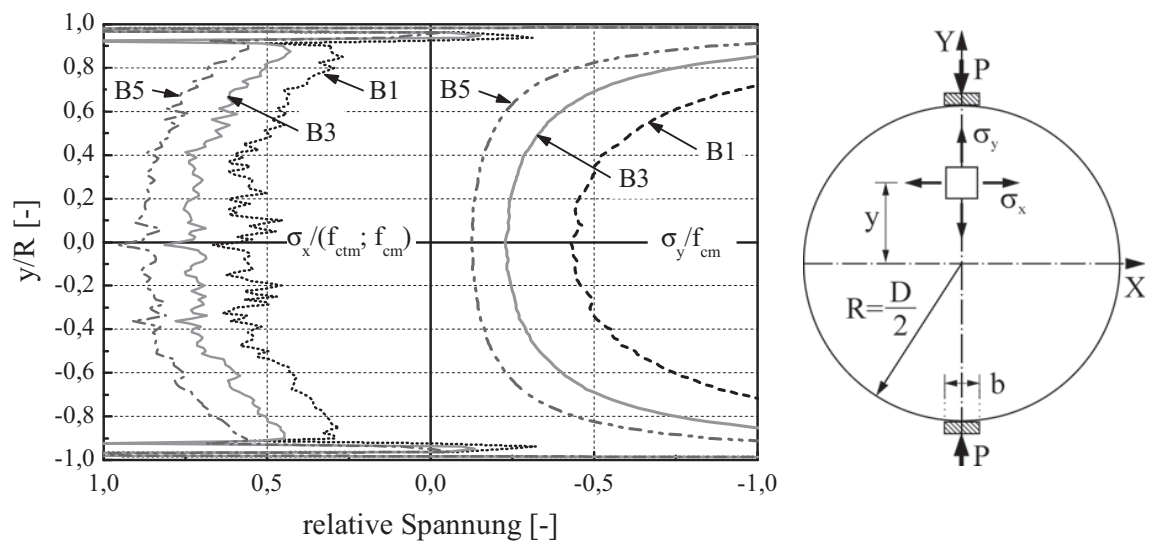 1,0
0,8
0,6
0,4
0,2
0,0
-0,2
-0,4
-0,6
-0,8
-1,0
y/R [-]
B5
B3
B1
B5
B3
B1
σx/(fctm; fcm)
σy/fcm
1,0
0,5
0,0
-0,5
-1,0
relative Spannung [-]
Y
P
σy
σx
y
X
R=D/2
b
P